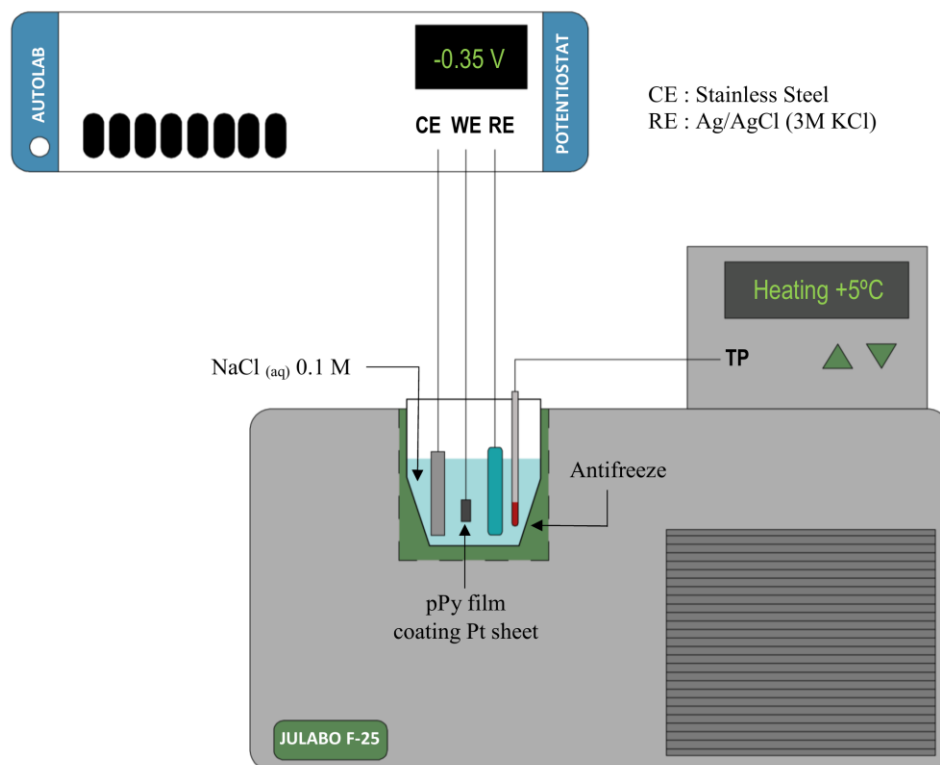 AUTOLAB
-0.35 V
CE WE RE
POTENTIOSTAT
CE : Stainless Steel
RE : Ag/AgCl (3M KCl)
Heating +5ºC
TP
NaCl (aq) 0.1 M
Antifreeze
pPy film
coating Pt sheet
JULABO F-25